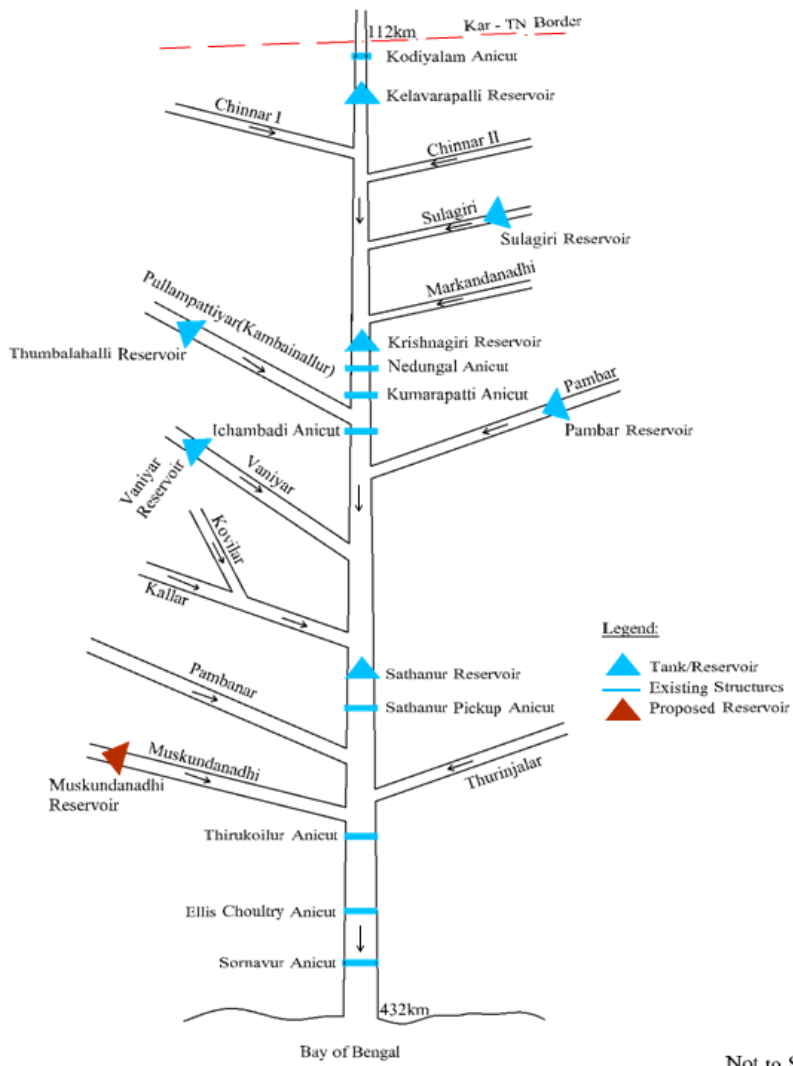 Kar - TN Border
112km
Kodiyalam Anicut
Kelavarapalli Reservoir
Chinnar I
Chinnar II
Sulagiri
Sulagiri Reservoir
Markandanadhi
Pullampattiyar(Kambainallur)
Thumbalahalli Reservoir
Krishnagiri Reservoir
Nedungal Anicut
Kumarapatti Anicut
Pambar
Pambar Reservoir
Ichambadi Anicut
Vaniyar
Reservoir
Vaniyar
Kovilar
Kallar
Legend:
Tank/Reservoir
Existing Structures
Proposed Reservoir
Sathanur Reservoir
Pambanar
Sathanur Pickup Anicut
Muskundanadhi
Muskundanadhi
Reservoir
Thurinjalar
Thirukoilur Anicut
Ellis Choultry Anicut
Sornavur Anicut
432km
Bay of Bengal
Not to